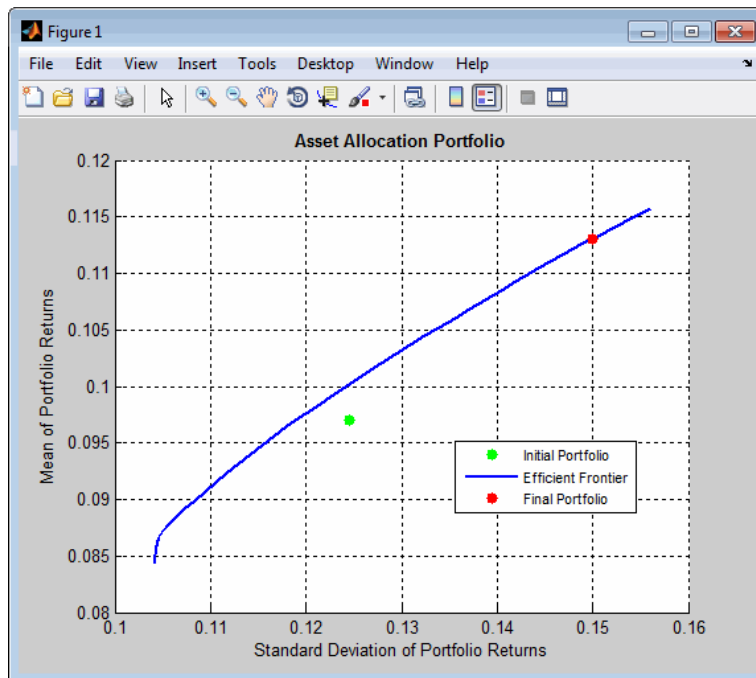 Figure 1
File Edit View Insert Tools Desktop Window Help
Asset Allocation Portfolio
0.12
0.115
0.11
0.105
0.1
0.095
0.09
0.085
0.08
Mean of Portfolio Returns
Initial Portfolio
Efficient Frontier
Final Portfolio
0.1 0.11 0.12 0.13 0.14 0.15 0.16
Standard Deviation of Portfolio Returns